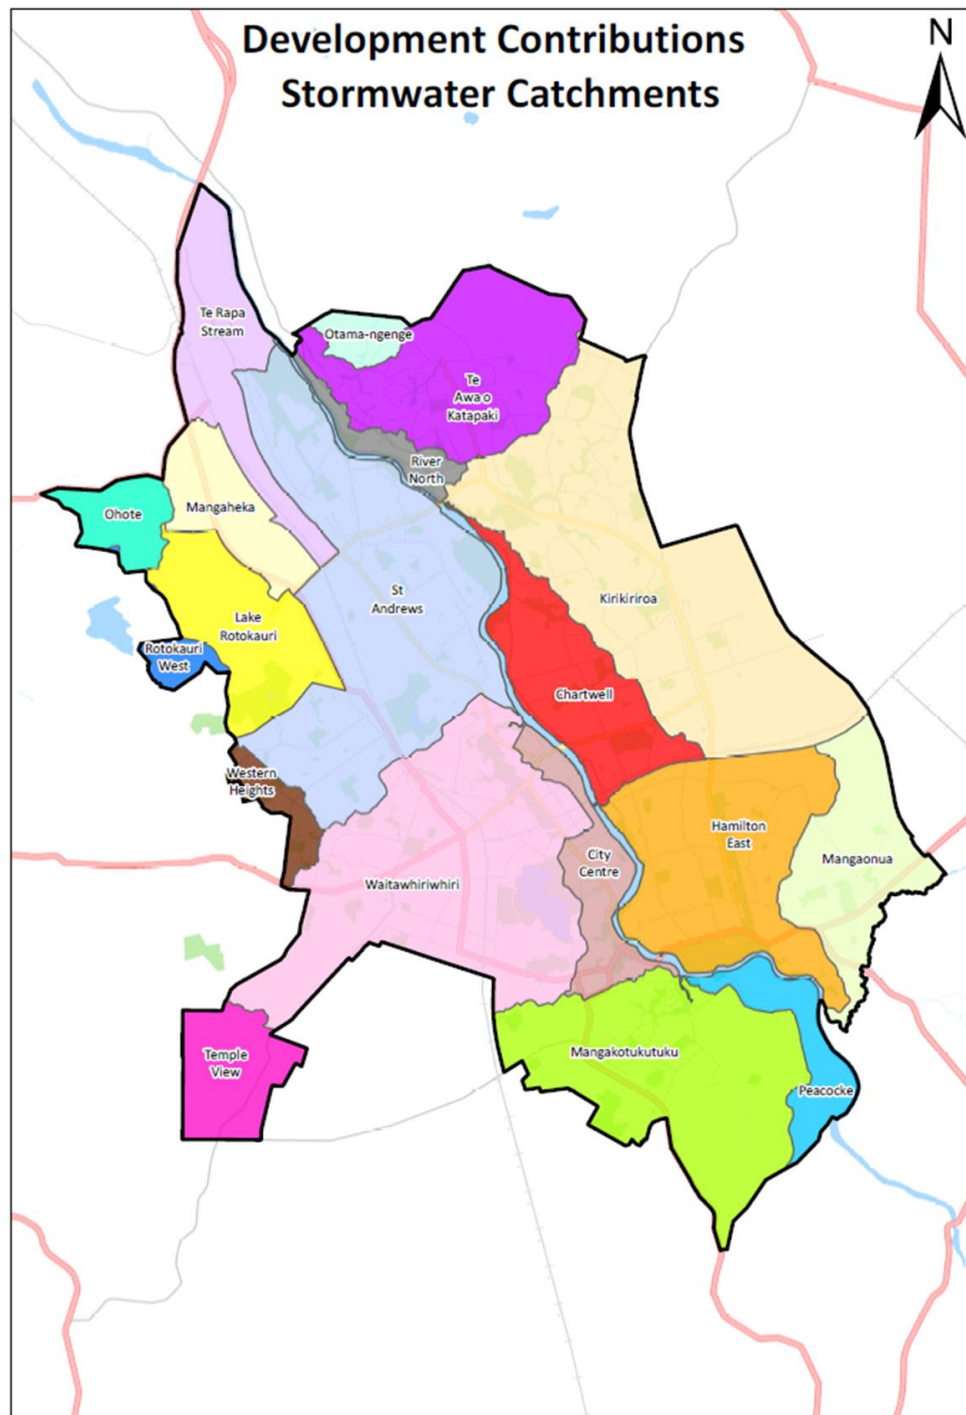 Development Contributions
Stormwater Catchments
N
Te Rapa
Stream
Otama-ngenge
Te
Awa o
Katapaki
River
North
Ohote
Mangaheka
St
Andrews
Kirikiriroa
Lake
Rotokauri
Rotokauri
West
Chartwell
Western
Heights
Hamilton
East
City
Centre
Mangaonua
Waitawhiriwhiri
Temple
View
Mangakotukutuku
Peacocke